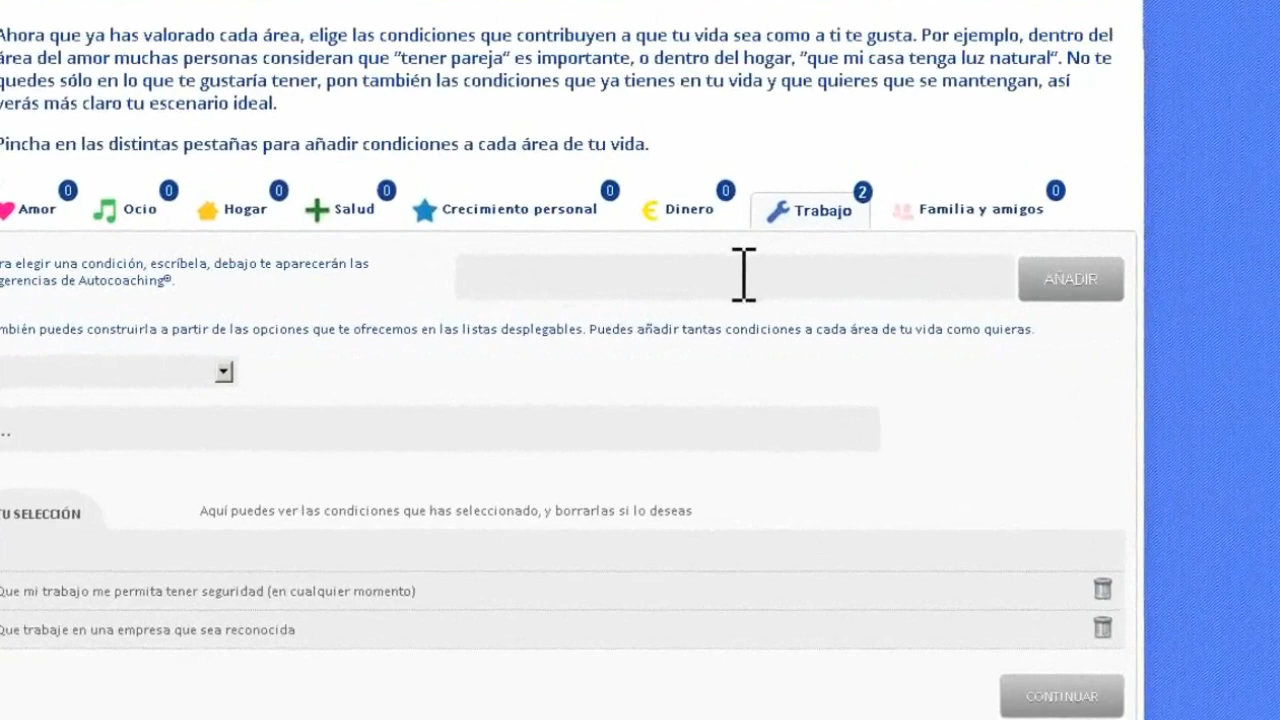 Ahora que ya has valorado cada área, elige las condiciones que contribuyen a que tu vida sea como a ti te gusta. Por ejemplo, dentro del
área del amor muchas personas consideran que "tener pareja" es importante, o dentro del hogar, "que mi casa tenga luz natural". No te
quedes sólo en lo que te gustaría tener, pon también las condiciones que ya tienes en tu vida y que quieres que se mantengan, así
verás más claro tu escenario ideal.
Pincha en las distintas pestañas para añadir condiciones a cada área de tu vida.
0 0 0 0 0 0 2 0
Amor Ocio Hogar Salud Crecimiento personal Dinero Trabajo Familia y amigos
ra elegir una condición, escríbela, debajo te aparecerán las
gerencias de Autocoaching®.
AÑADIR
mbién puedes construirla a partir de las opciones que te ofrecemos en las listas desplegables. Puedes añadir tantas condiciones a cada área de tu vida como quieras.
..
TU SELECCIÓN Aquí puedes ver las condiciones que has seleccionado, y borrarlas si lo deseas
Que mi trabajo me permita tener seguridad (en cualquier momento)
Que trabaje en una empresa que sea reconocida
CONTINUAR